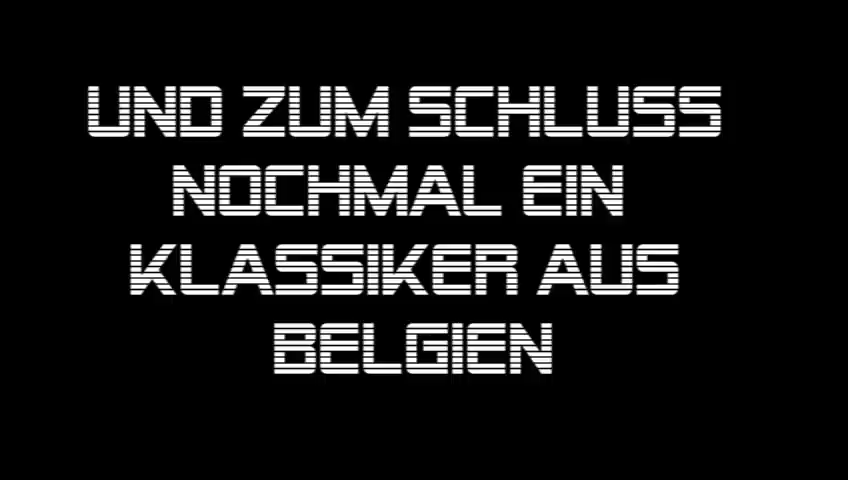 UND ZUM SCHLUSS
NOCHMAL EIN
KLASSIKER AUS
BELGIEN